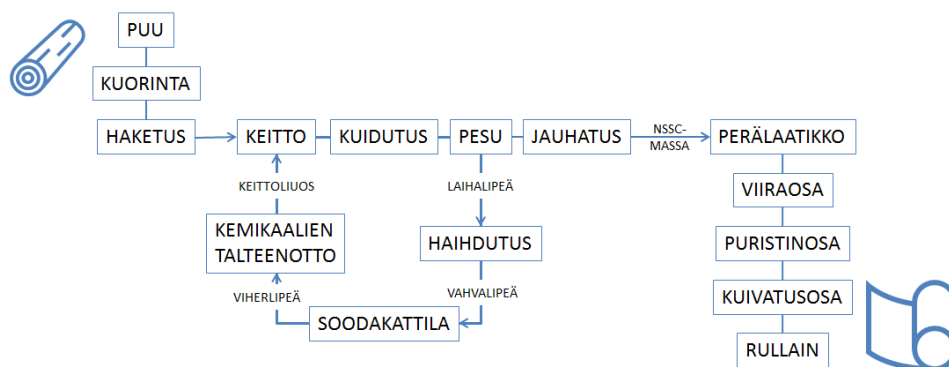 PUU
KUORINTA
HAKETUS
KEITTO
KUIDUTUS
PESU
JAUHATUS
NSSC-
MASSA
PERÄLAATIKKO
KEITTOLIUOS
LAIHALIPEÄ
VIIRAOSA
KEMIKAALIEN
TALTEENOTTO
HAIHDUTUS
PURISTINOSA
VIHERLIPEÄ
VAHVALIPEÄ
KUIVATUSOSA
SOODAKATTILA
RULLAIN